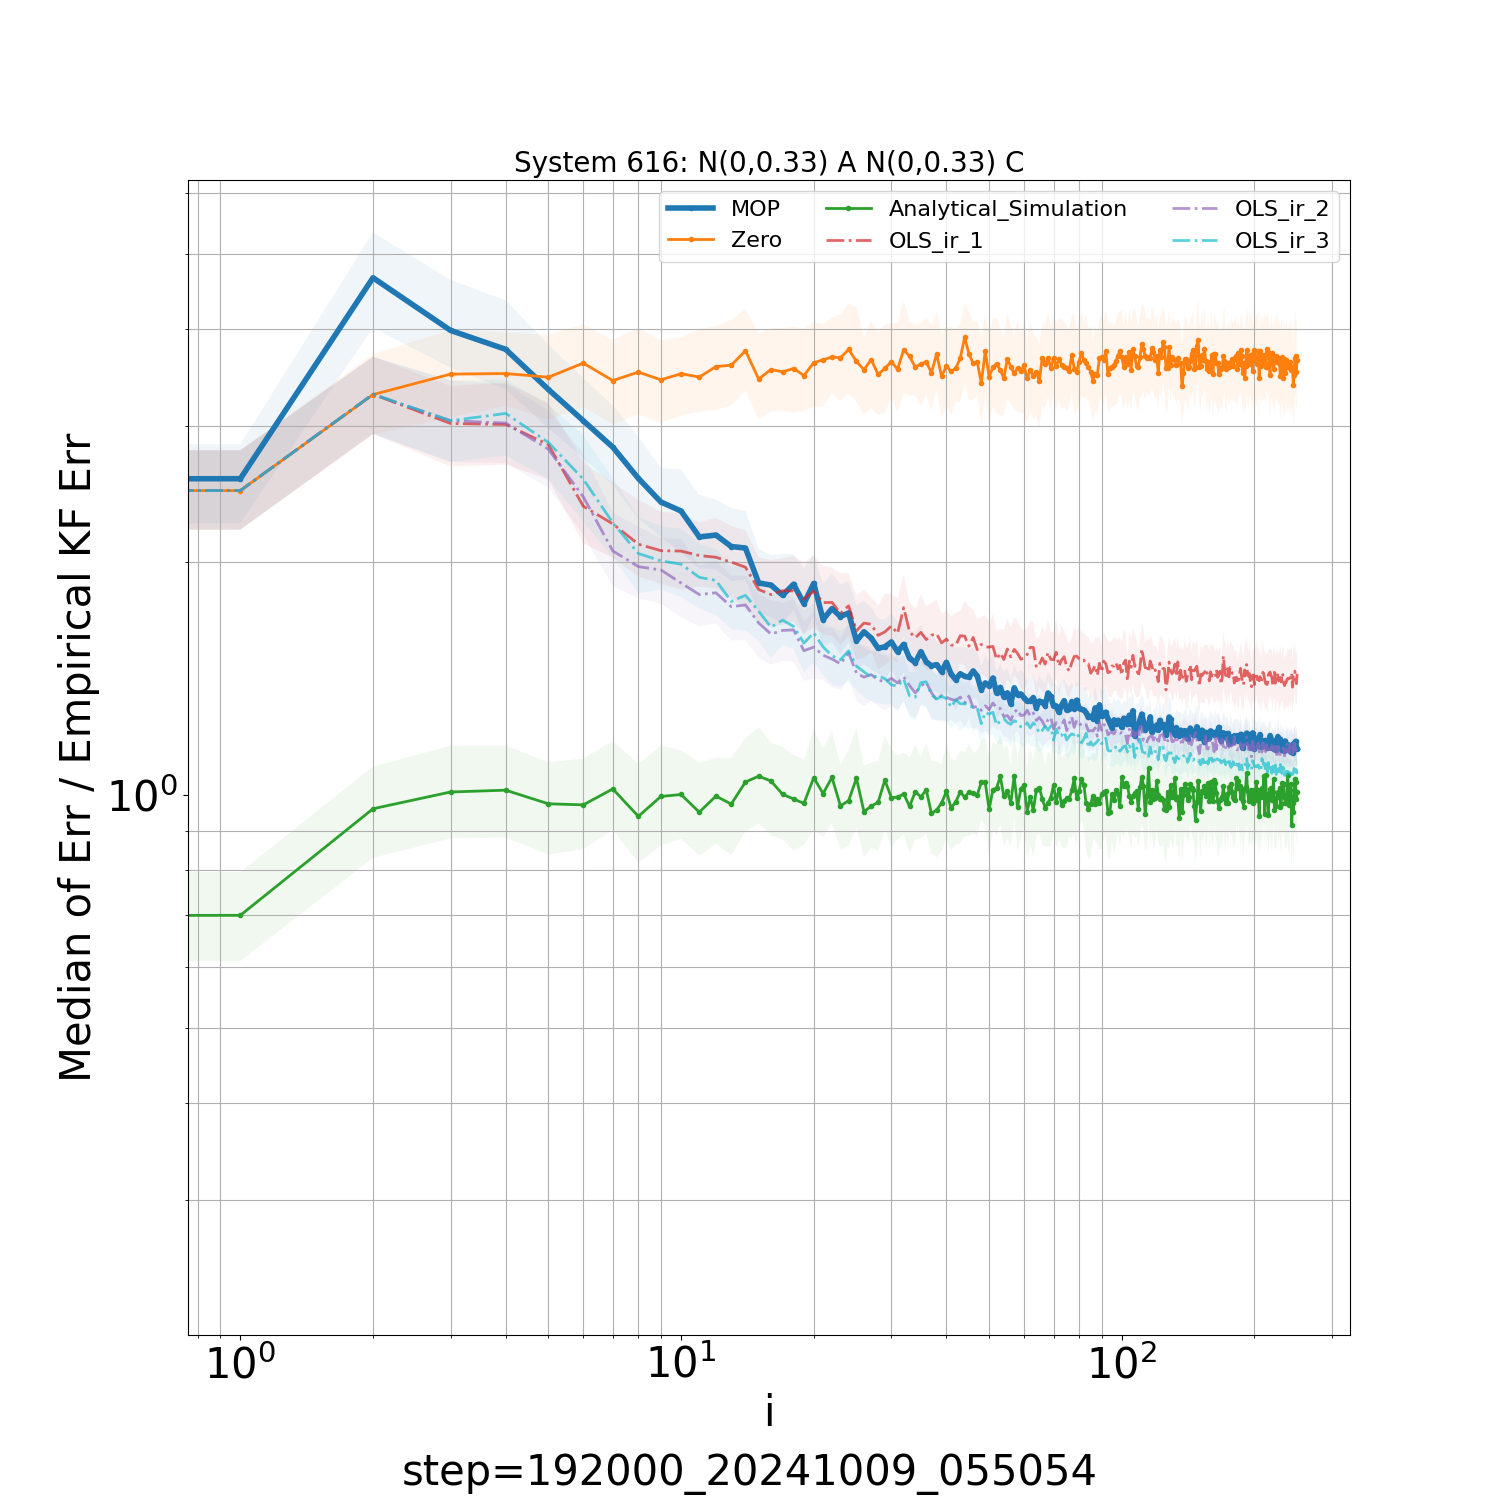 System 616: N(0,0.33) A N(0,0.33) C
MOP
Zero
Analytical_Simulation
OLS_ir_1
OLS_ir_2
OLS_ir_3
Median of Err / Empirical KF Err
10⁰
10⁰
10¹
10²
i
step=192000_20241009_055054